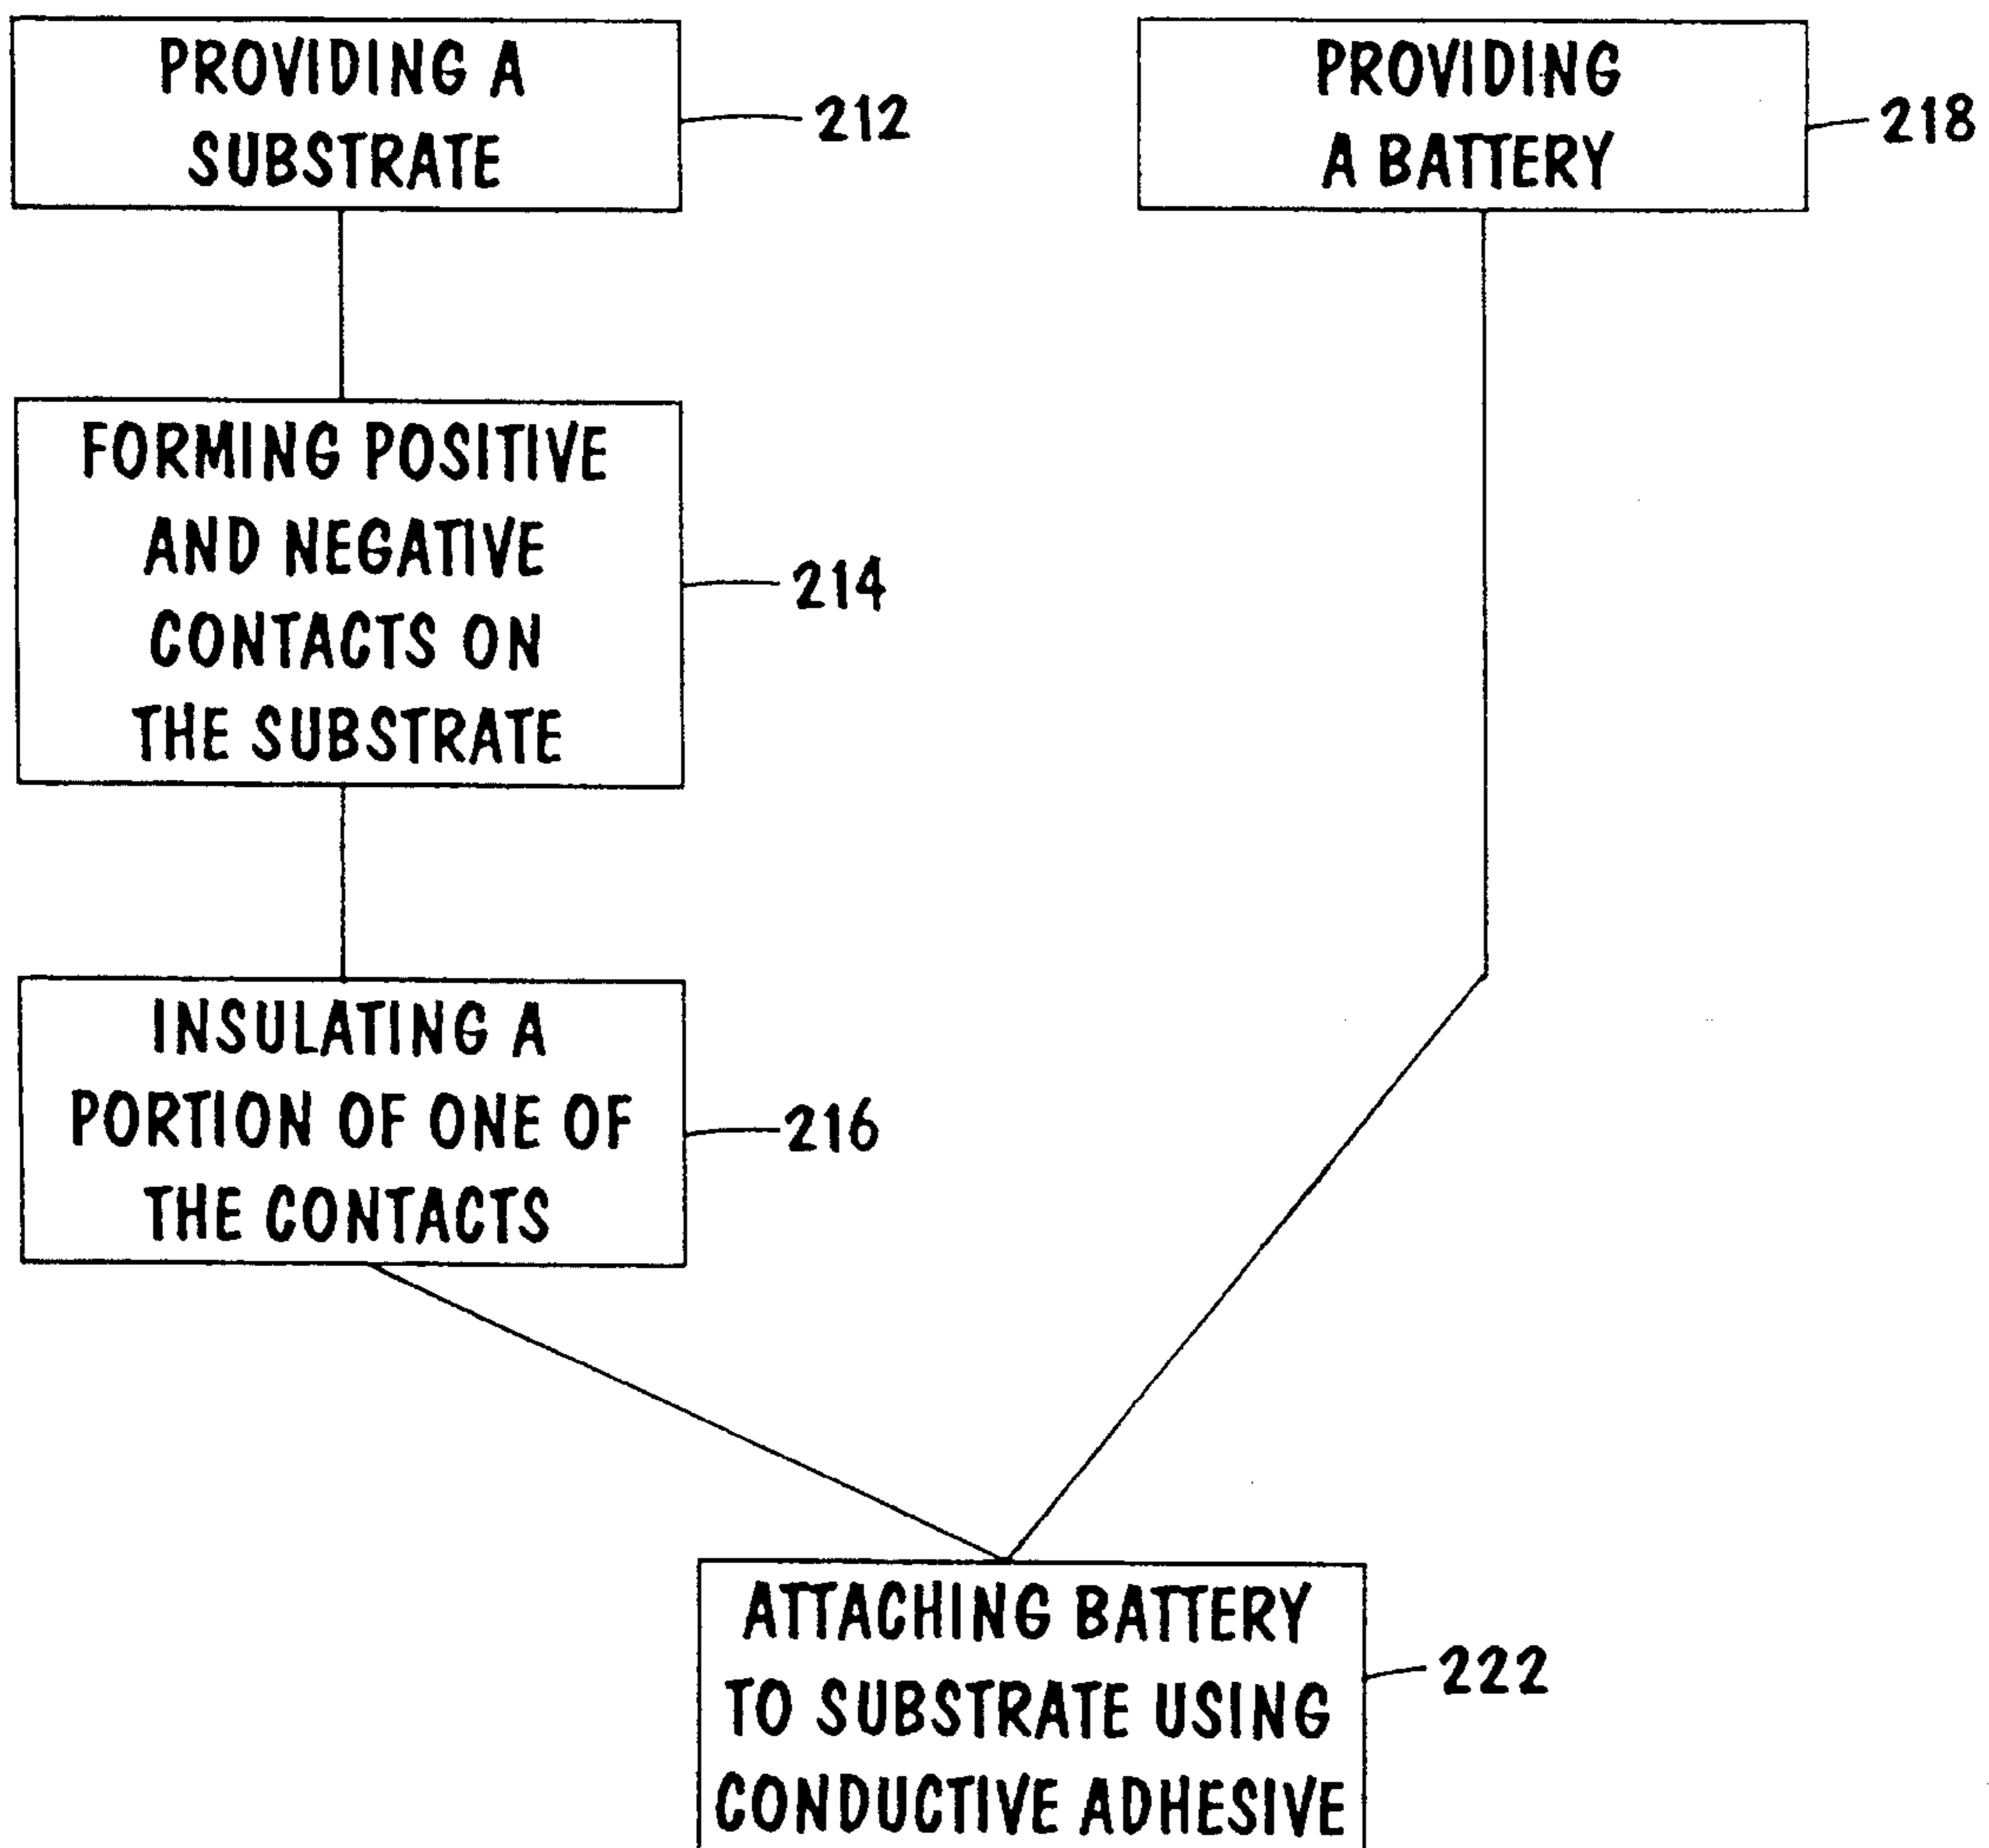 PROVIDING A
SUBSTRATE
212
PROVIDING
A BATTERY
218
FORMING POSITIVE
AND NEGATIVE
CONTACTS ON
THE SUBSTRATE
214
INSULATING A
PORTION OF ONE OF
THE CONTACTS
216
ATTACHING BATTERY
TO SUBSTRATE USING
CONDUCTIVE ADHESIVE
222